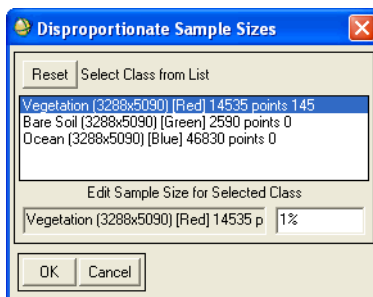 Disproportionate Sample Sizes
Reset Select Class from List
Vegetation (3288x5090) [Red] 14535 points 145
Bare Soil (3288x5090) [Green] 2590 points 0
Ocean (3288x5090) [Blue] 46830 points 0
Edit Sample Size for Selected Class
Vegetation (3288x5090) [Red] 14535 p 1%
OK Cancel